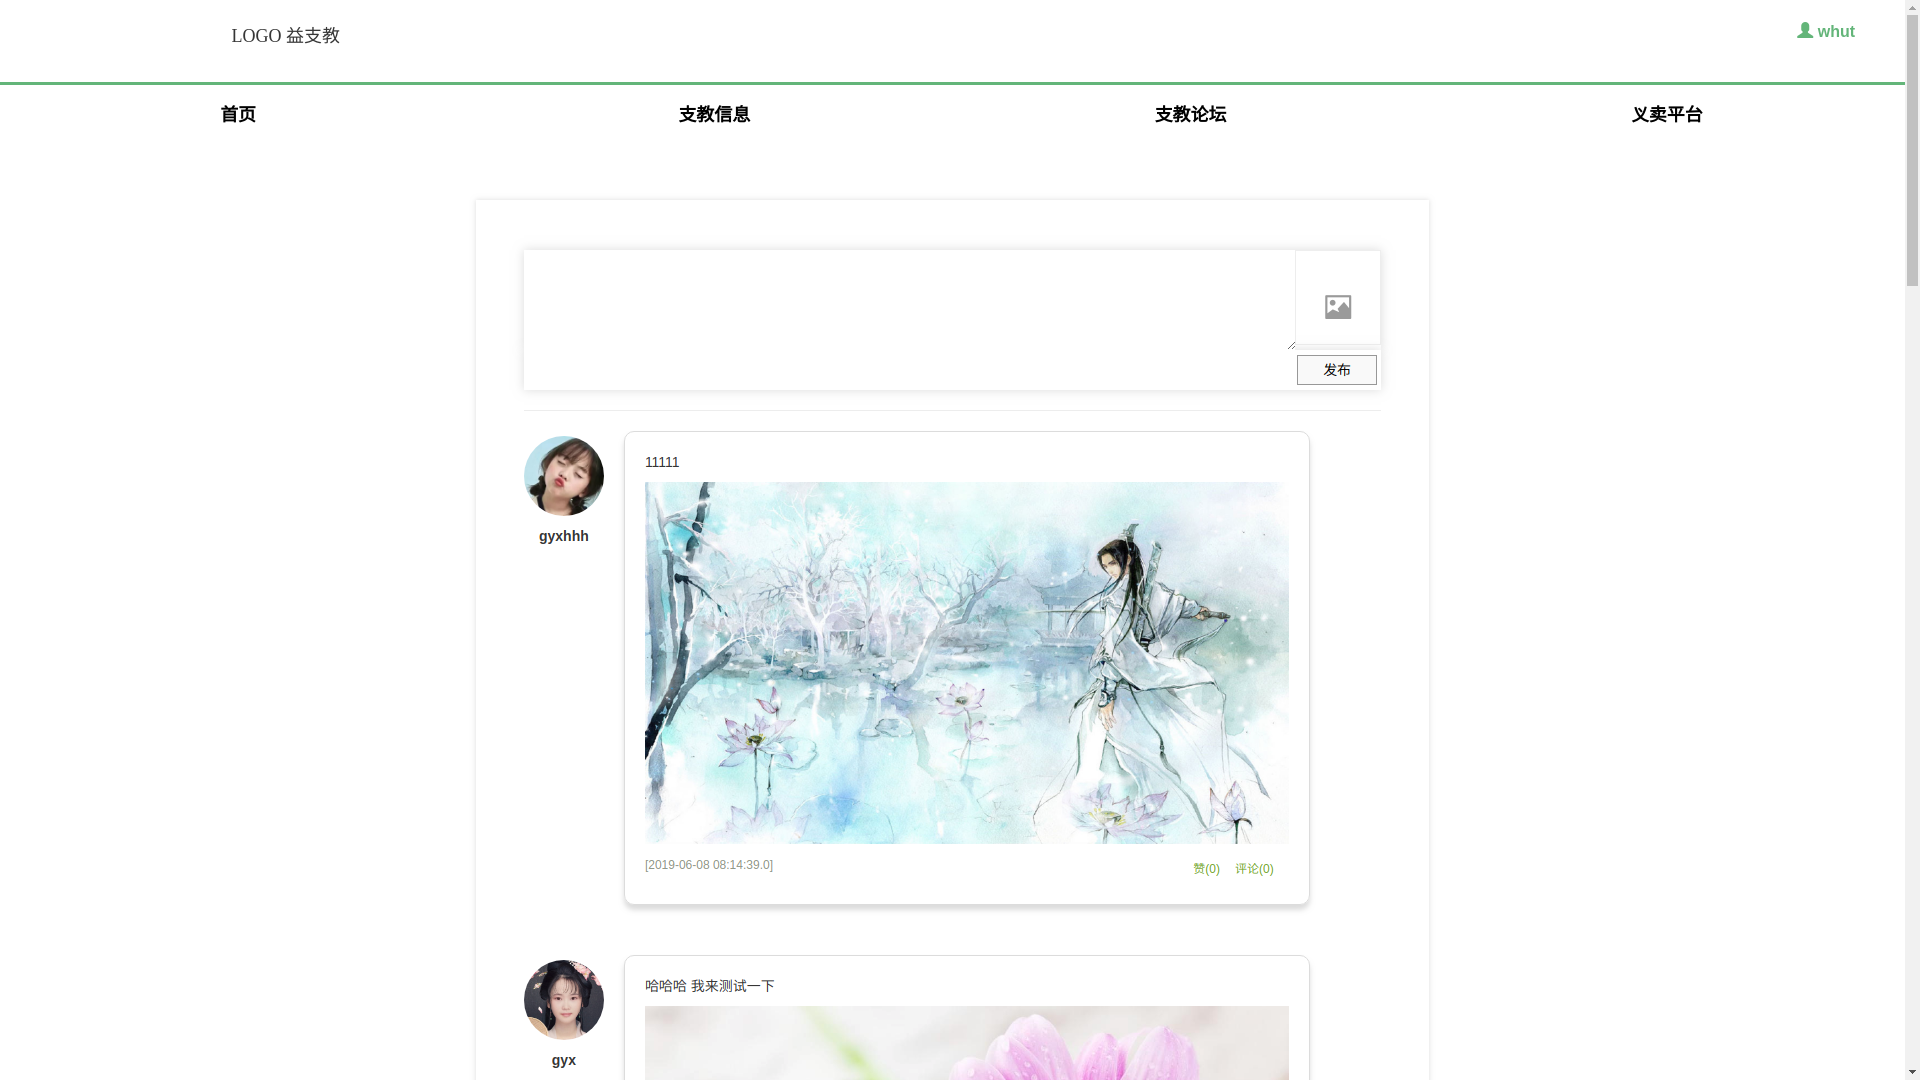 LOGO 益支教
whut
首页
支教信息
支教论坛
义卖平台
发布
gyxhhh
11111
[2019-06-08 08:14:39.0]
赞(0)
评论(0)
gyx
哈哈哈 我来测试一下